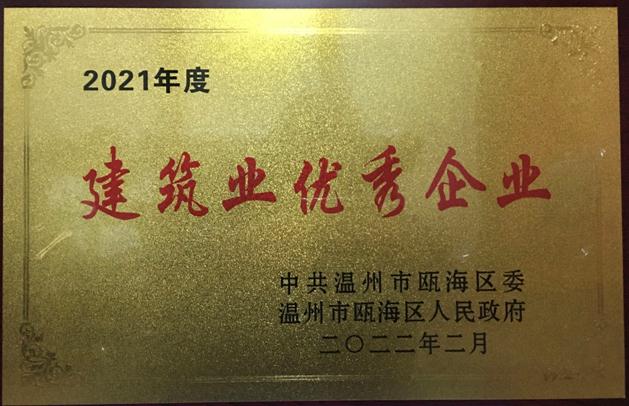 2021年度
建筑业优秀企业
中共温州市瓯海区委
温州市瓯海区人民政府
二〇二二年二月